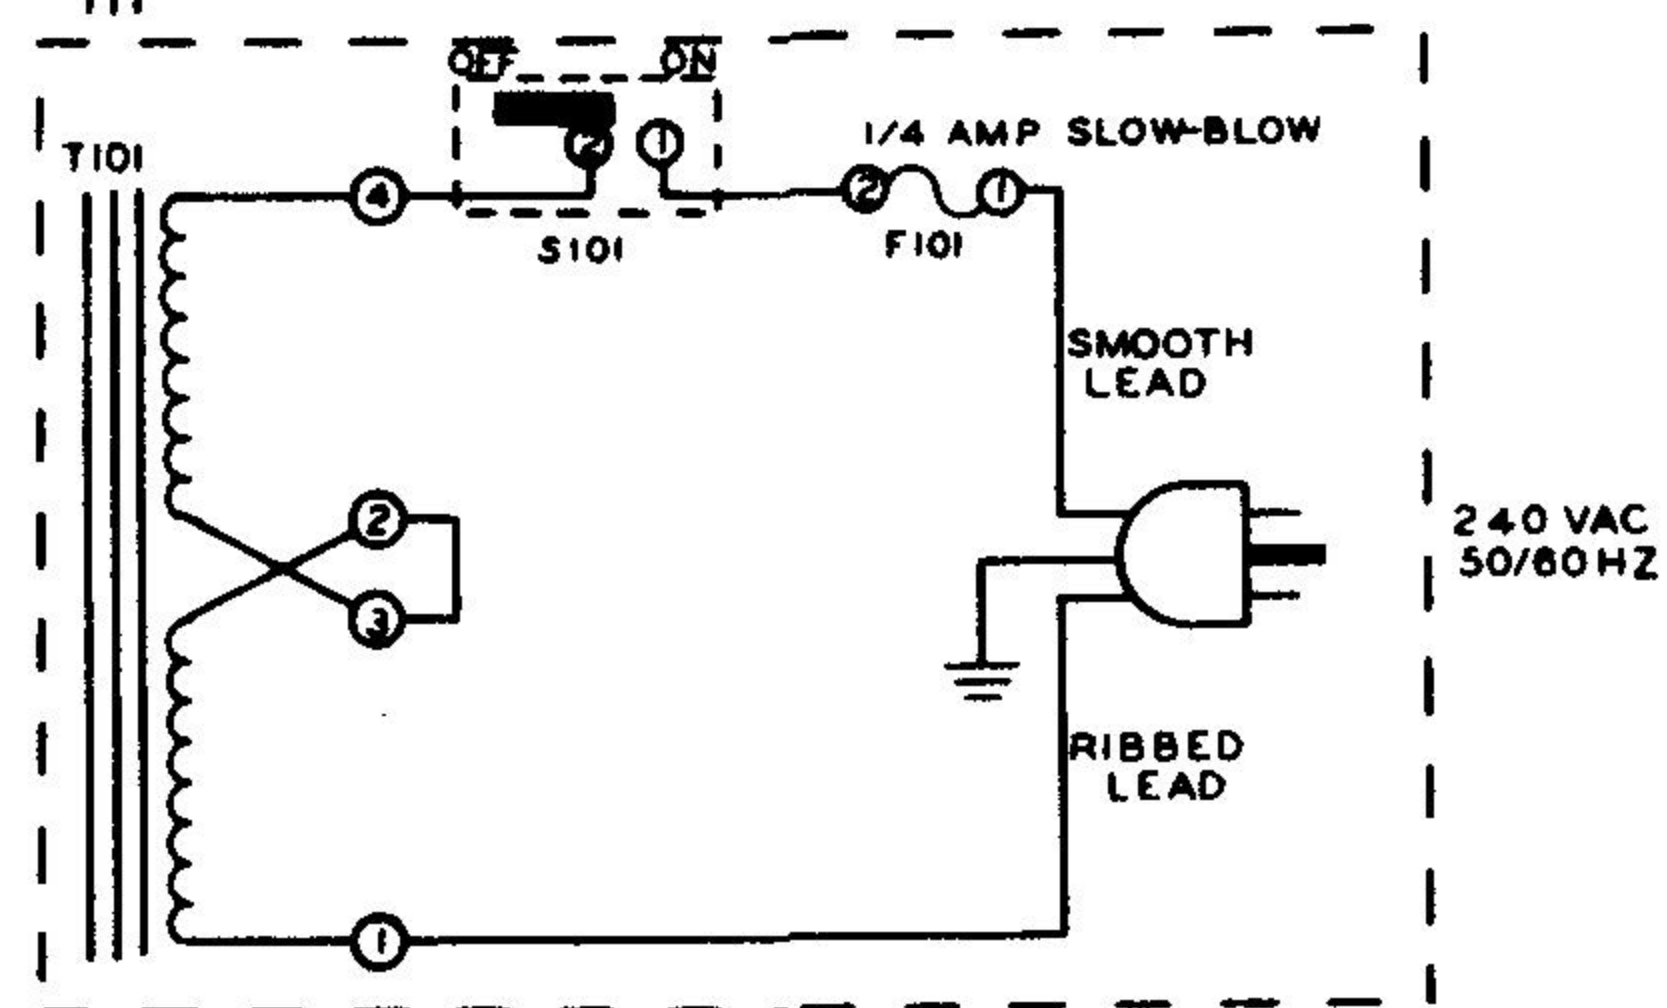 OFF ON
T101
2 1
1/4 AMP SLOW-BLOW
4
2 1
S101
F101
SMOOTH
LEAD
2
3
240 VAC
50/60 HZ
RIBBED
LEAD
1